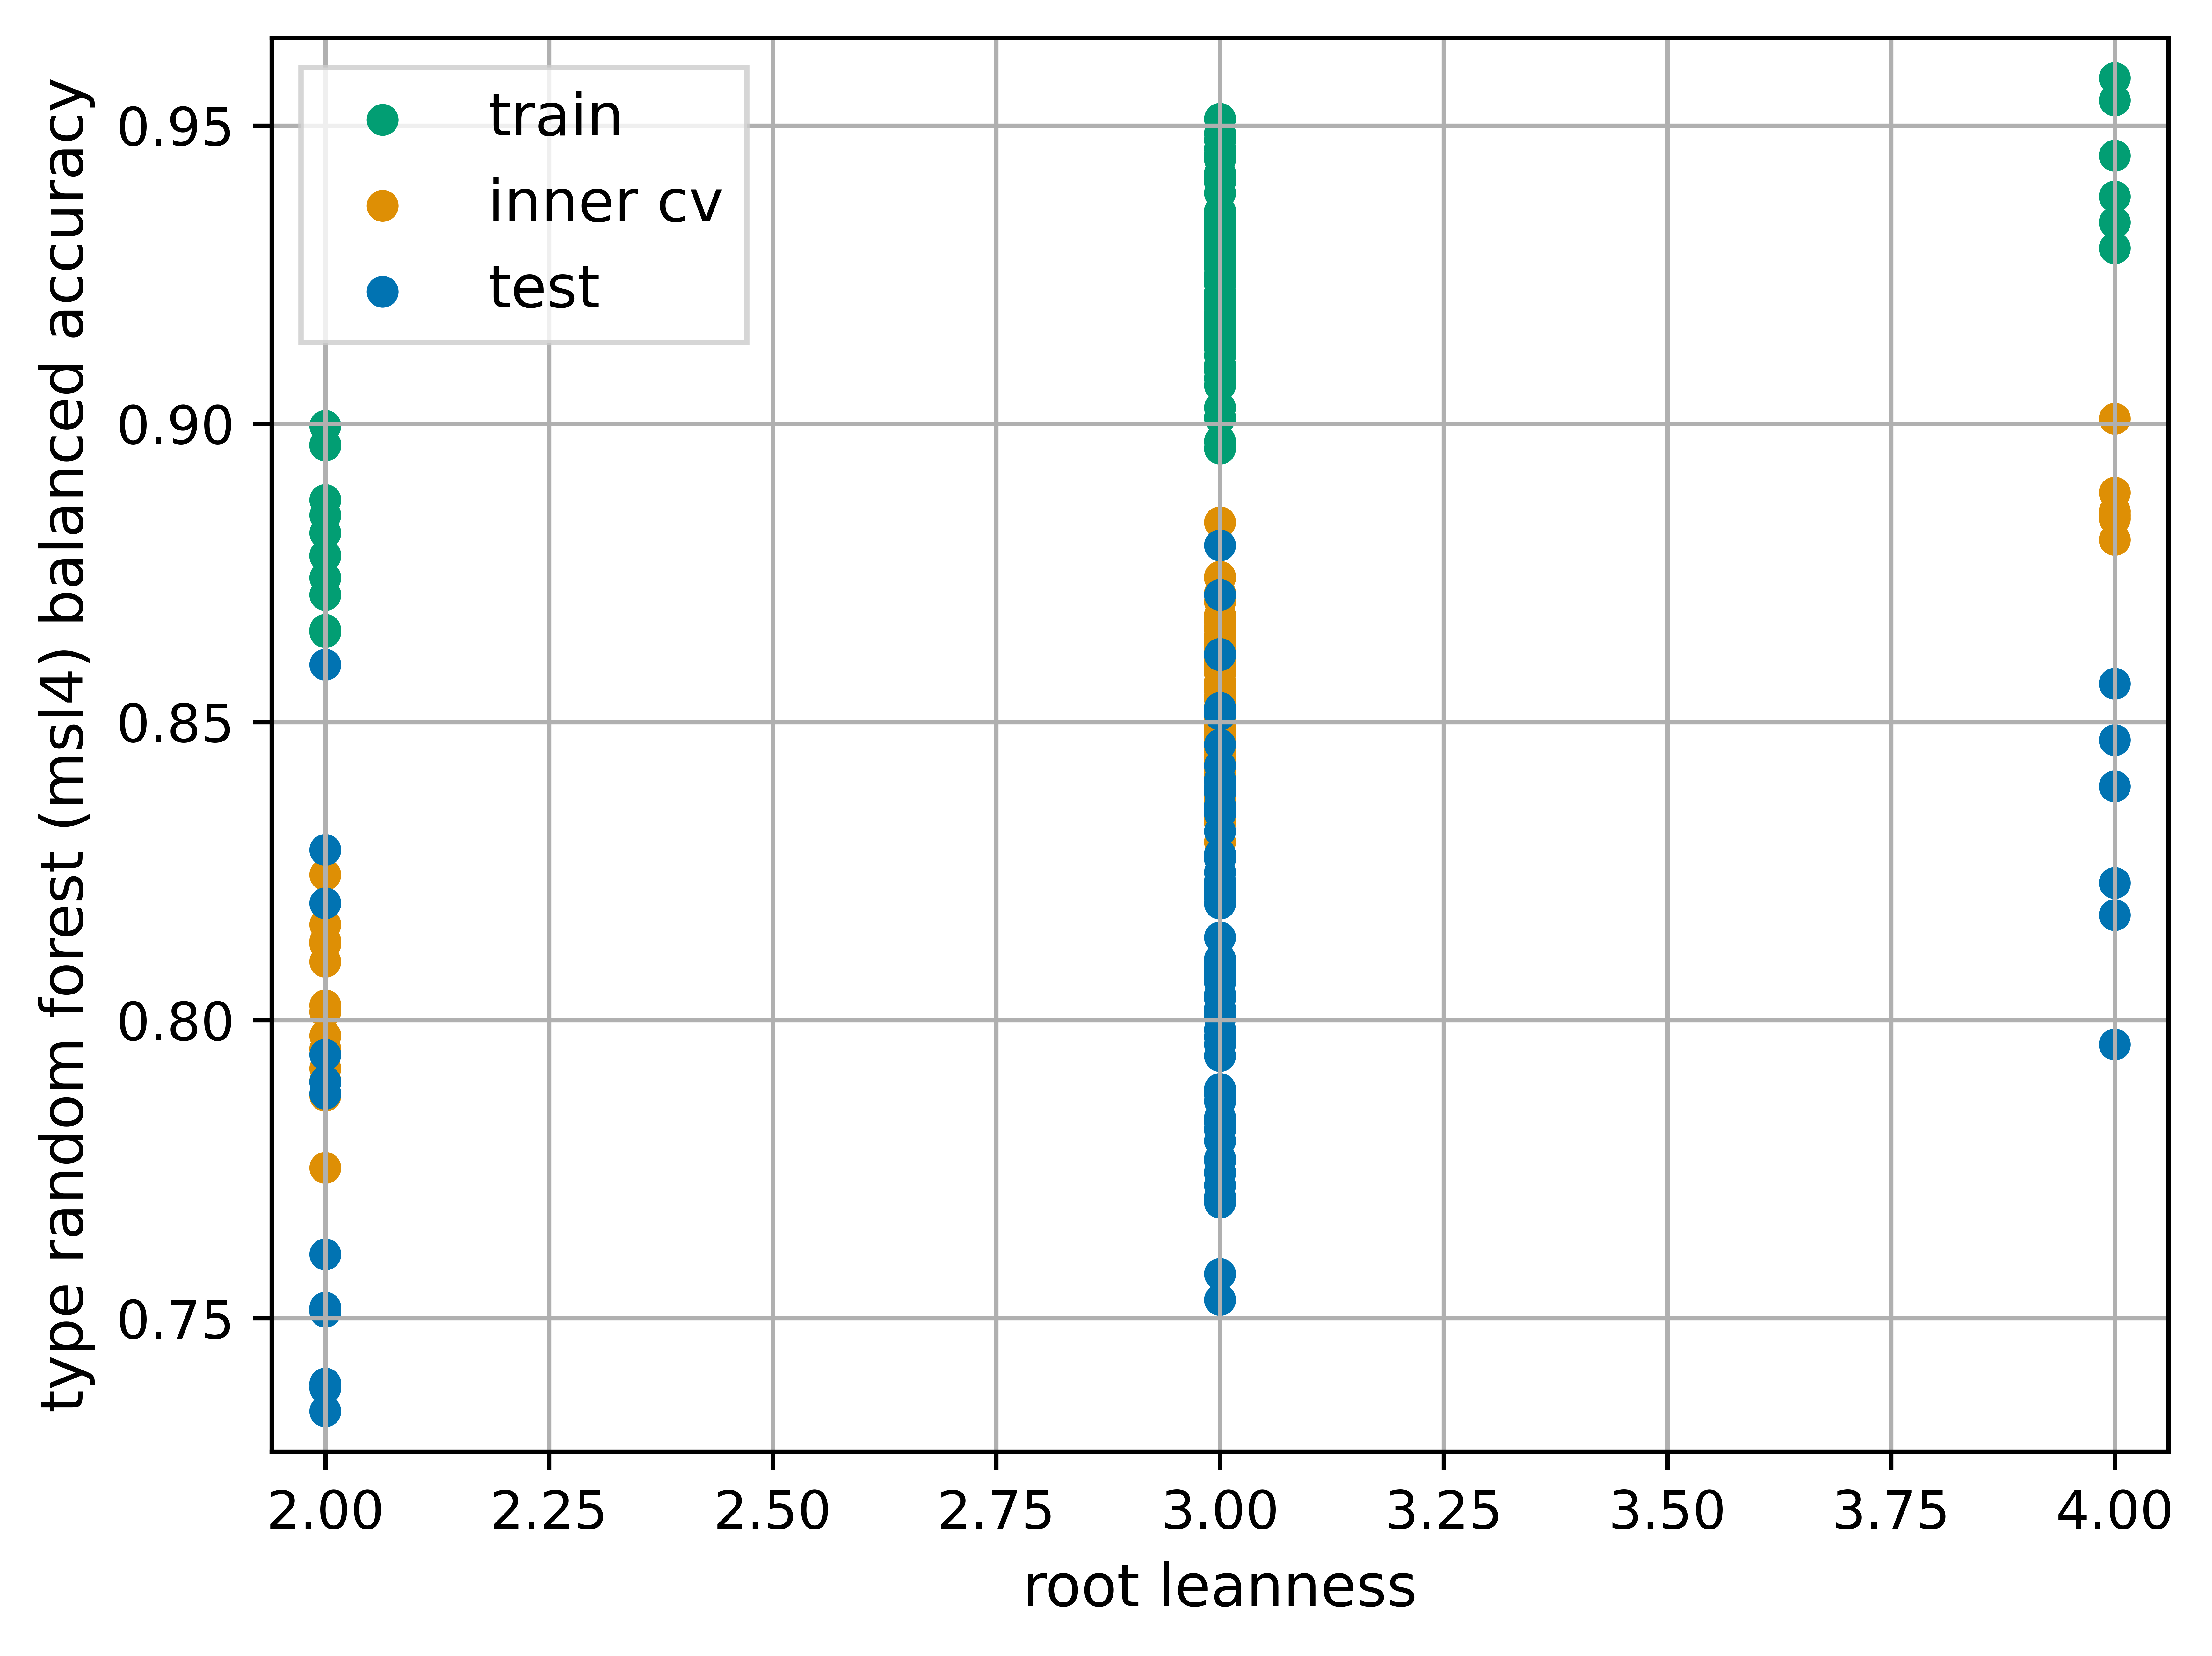 train
inner cv
test
type random forest (msl4) balanced accuracy
0.95
0.90
0.85
0.80
0.75
2.00 2.25 2.50 2.75 3.00 3.25 3.50 3.75 4.00
root leanness